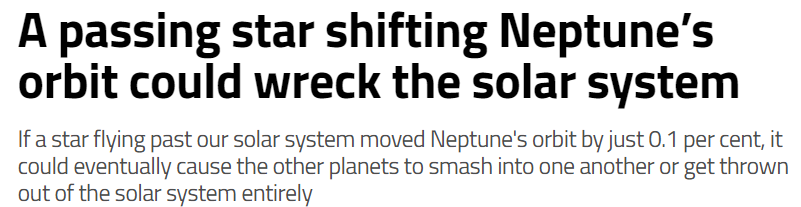 A passing star shifting Neptune’s
orbit could wreck the solar system
If a star flying past our solar system moved Neptune's orbit by just 0.1 per cent, it
could eventually cause the other planets to smash into one another or get thrown
out of the solar system entirely